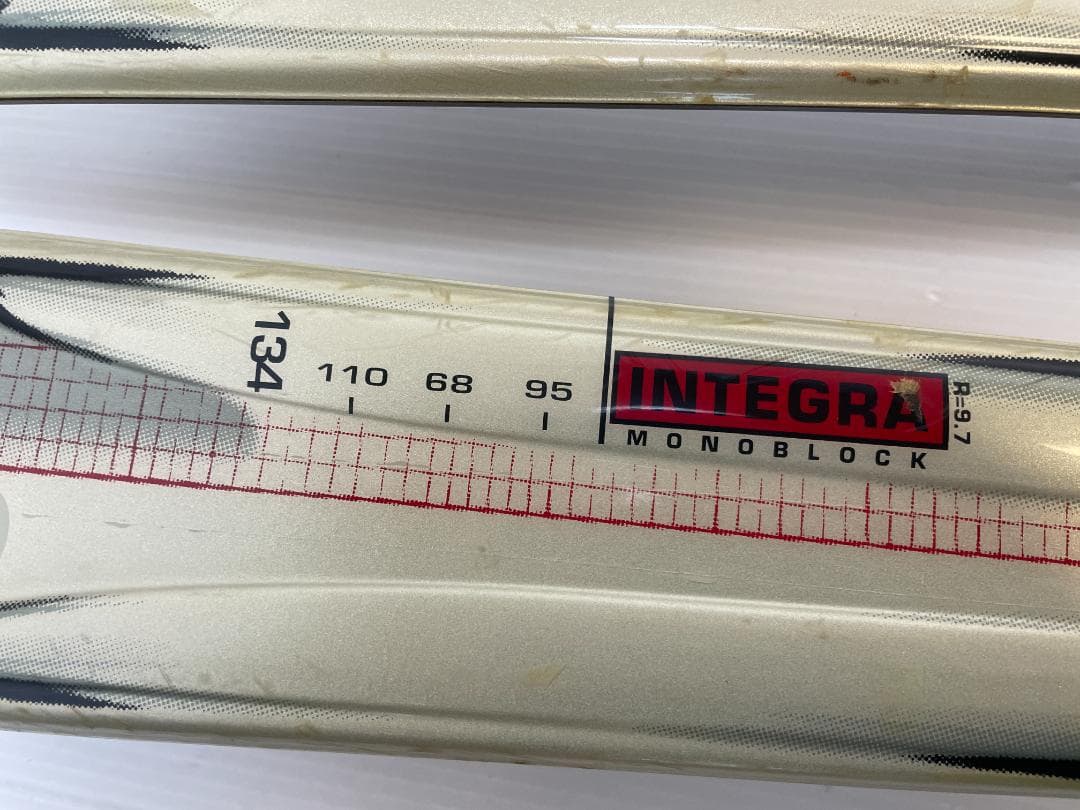 134
110 68 95
INTEGRA
MONOBLOCK
R=9.7